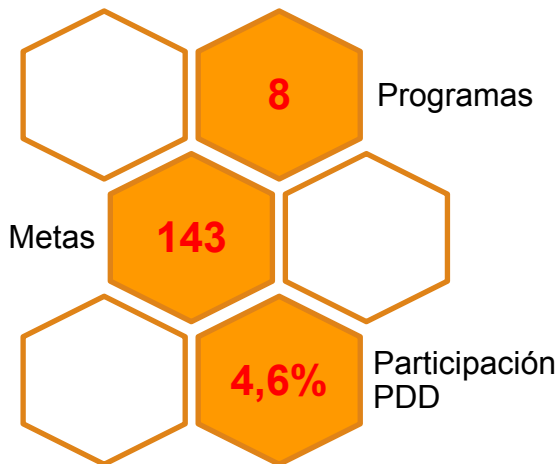 8
Programas
Metas
143
4,6%
Participación
PDD